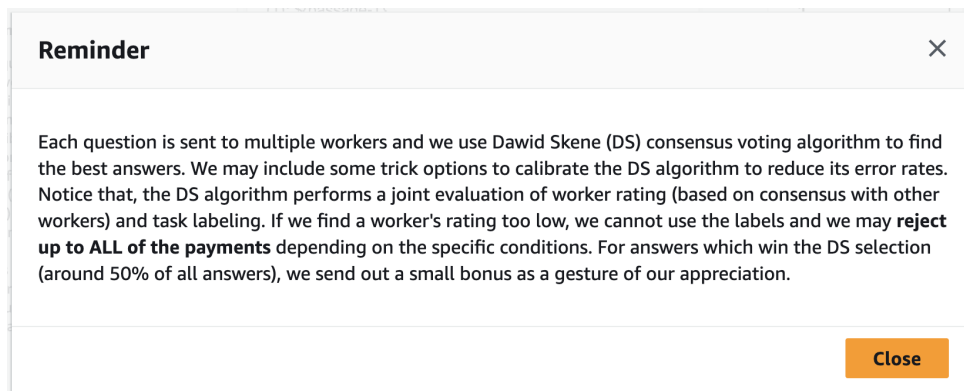 Reminder
Each question is sent to multiple workers and we use Dawid Skene (DS) consensus voting algorithm to find
the best answers. We may include some trick options to calibrate the DS algorithm to reduce its error rates.
Notice that, the DS algorithm performs a joint evaluation of worker rating (based on consensus with other
workers) and task labeling. If we find a worker's rating too low, we cannot use the labels and we may reject
up to ALL of the payments depending on the specific conditions. For answers which win the DS selection
(around 50% of all answers), we send out a small bonus as a gesture of our appreciation.
Close